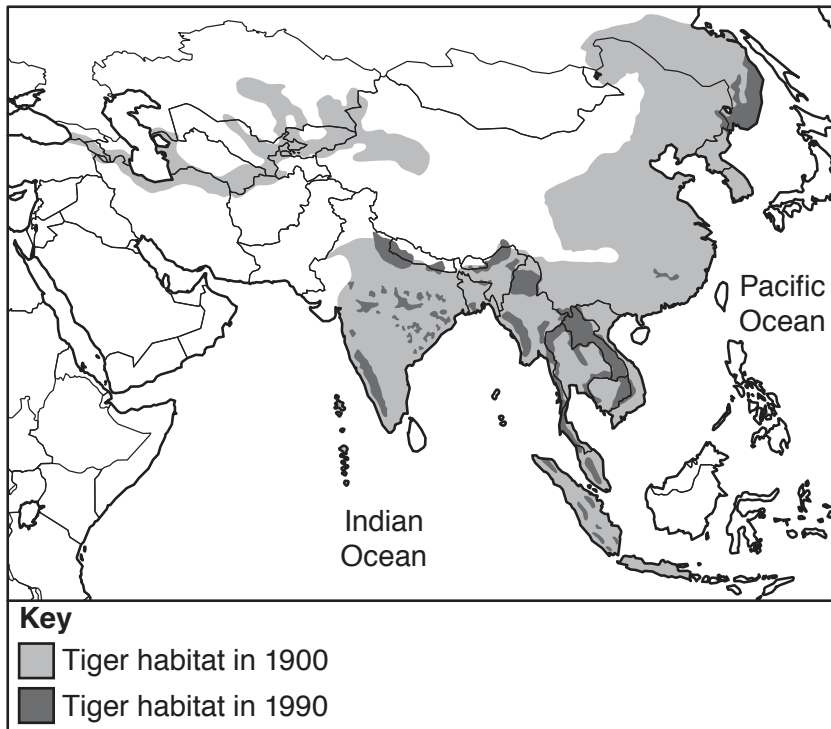 Pacific
Ocean
Indian
Ocean
Key
Tiger habitat in 1900
Tiger habitat in 1990